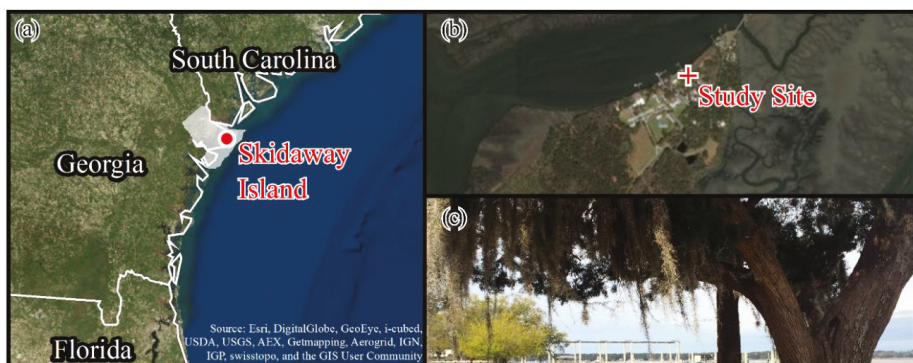 (a)
South Carolina
Georgia
Skidaway
Island
Florida
Source: Esri, DigitalGlobe, GeoEye, i-cubed,
USDA, USGS, AEX, Getmapping, Aerogrid, IGN,
IGP, swisstopo, and the GIS User Community
(b)
Study Site
(c)